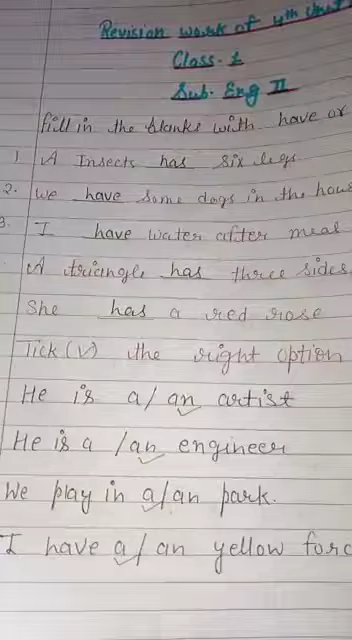 Revision work of 4th Unit
Class. I
Sub. Eng II
fill in the blanks with have or
1 A Insects has six legs.
2. We have some dogs in the hous
3. I have water after meal
A triangle has three sides
She has a red rose
Tick (√) the right option
He is a/ an artist
He is a /an engineer
We play in a/an park.
I have a/ an yellow